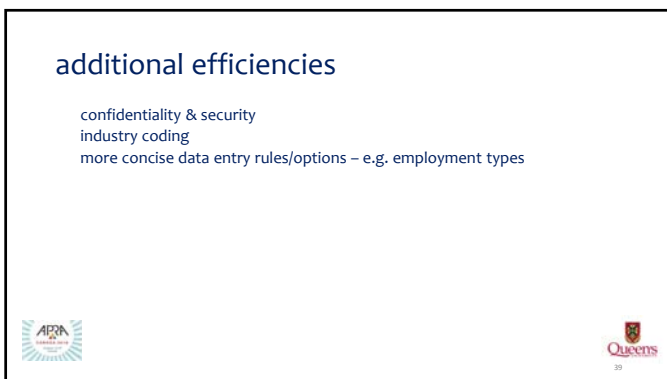 additional efficiencies
confidentiality & security
industry coding
more concise data entry rules/options – e.g. employment types
APRA
Queen's
39